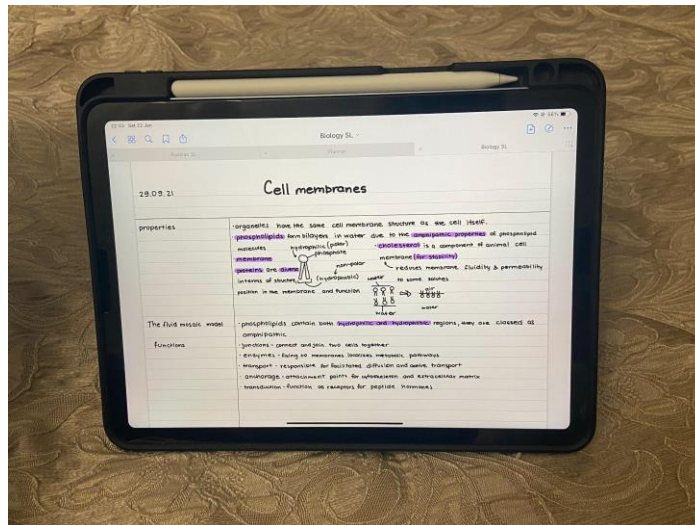 Biology SL
Biology SL
29.09.21
Cell membranes
properties
· organelles have the same cell membrane structure as the cell itself.
phospholipids form bilayers in water due to the amphipathic properties of phospholipid
molecules
hydrophilic (polar)
phosphate
· cholesterol is a component of animal cell
membrane
membrane (for stability)
proteins are diverse
non-polar
reduces membrane fluidity & permeability
in terms of structure
(hydrophobic)
water
to some solutes
position in the membrane and function
air
water
water
The fluid mosaic model
· phospholipids contain both hydrophilic and hydrophobic regions, they are classed as
amphipathic
functions
· junctions - connect and join two cells together
· enzymes - fixing to membranes localises metabolic pathways
· transport - responsible for facilitated diffusion and active transport
· anchorage - attachment points for cytoskeleton and extracellular matrix
· transduction - function as receptors for peptide hormones